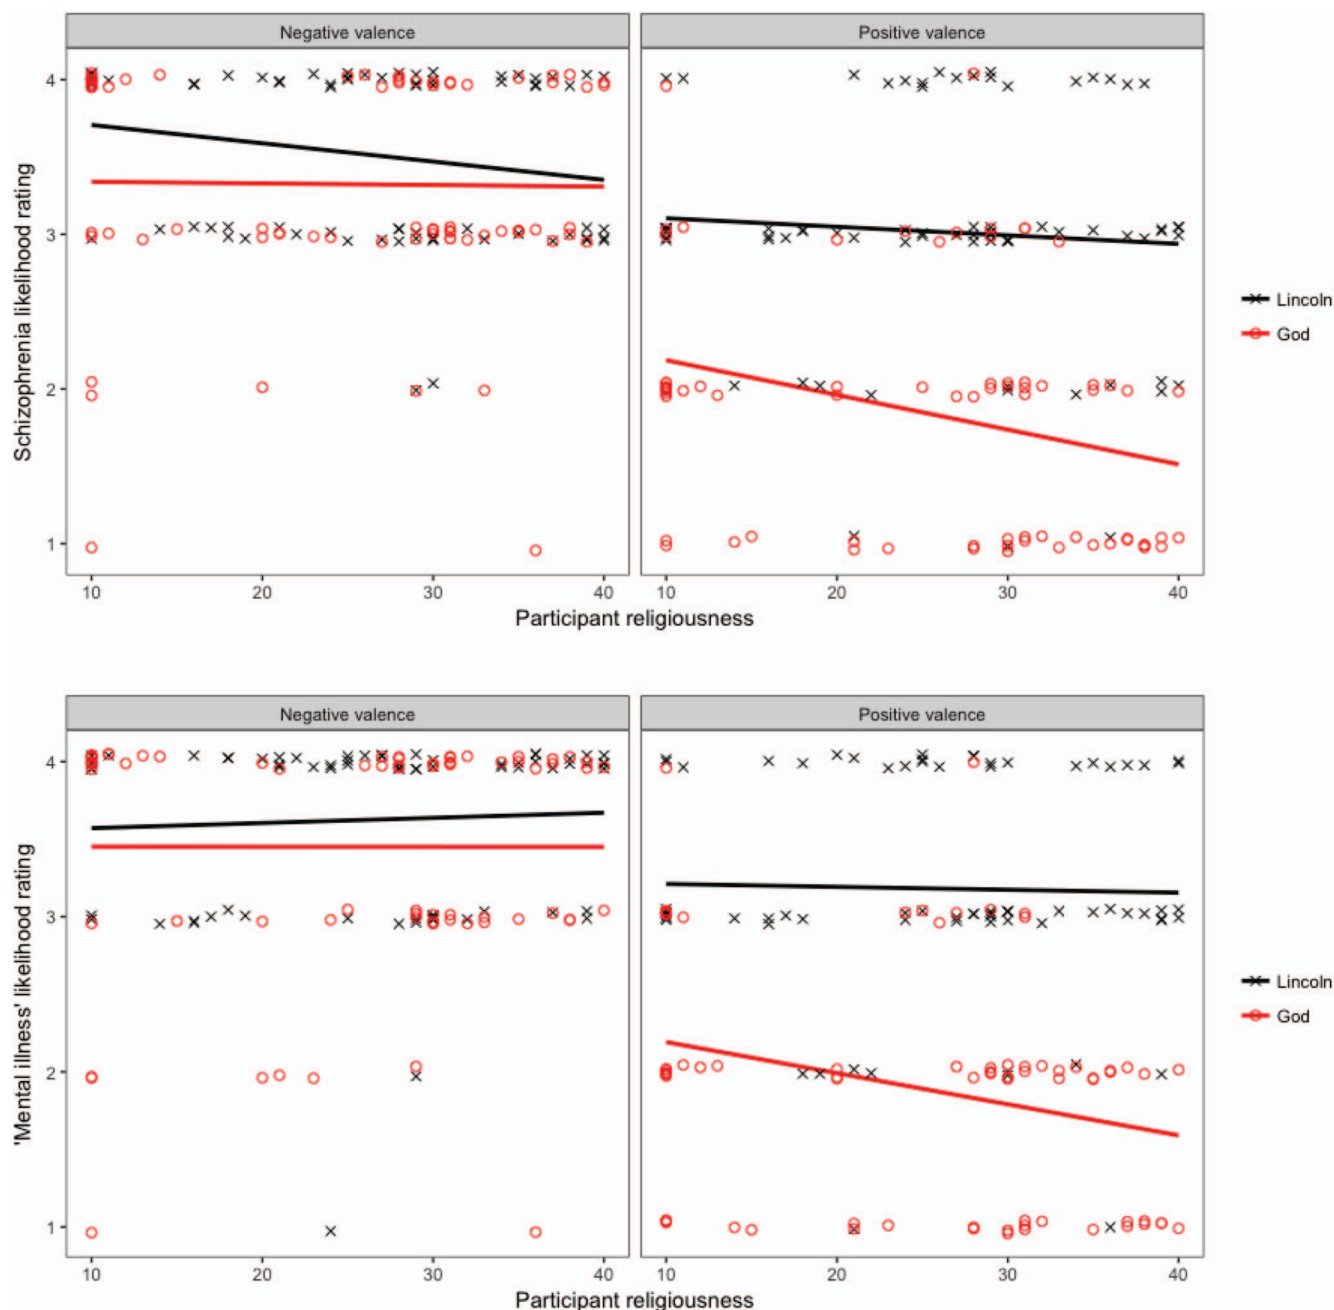 Negative valence
Positive valence
Schizophrenia likelihood rating
4
3
2
1
10 20 30 40
10 20 30 40
Participant religiousness
Lincoln
God
Negative valence
Positive valence
'Mental illness' likelihood rating
4
3
2
1
10 20 30 40
10 20 30 40
Participant religiousness
Lincoln
God